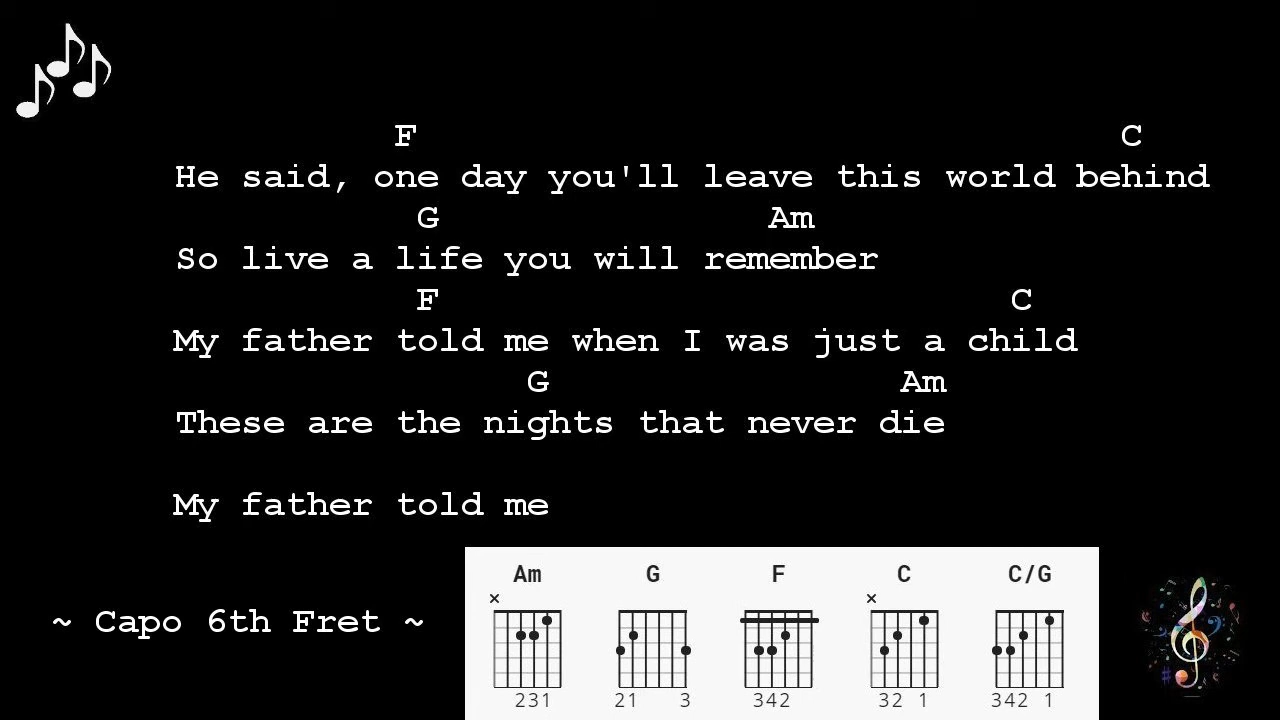 F C
He said, one day you'll leave this world behind
G Am
So live a life you will remember
F C
My father told me when I was just a child
G Am
These are the nights that never die
My father told me
~ Capo 6th Fret ~
Am G F C C/G
x x
231 21 3 342 32 1 342 1